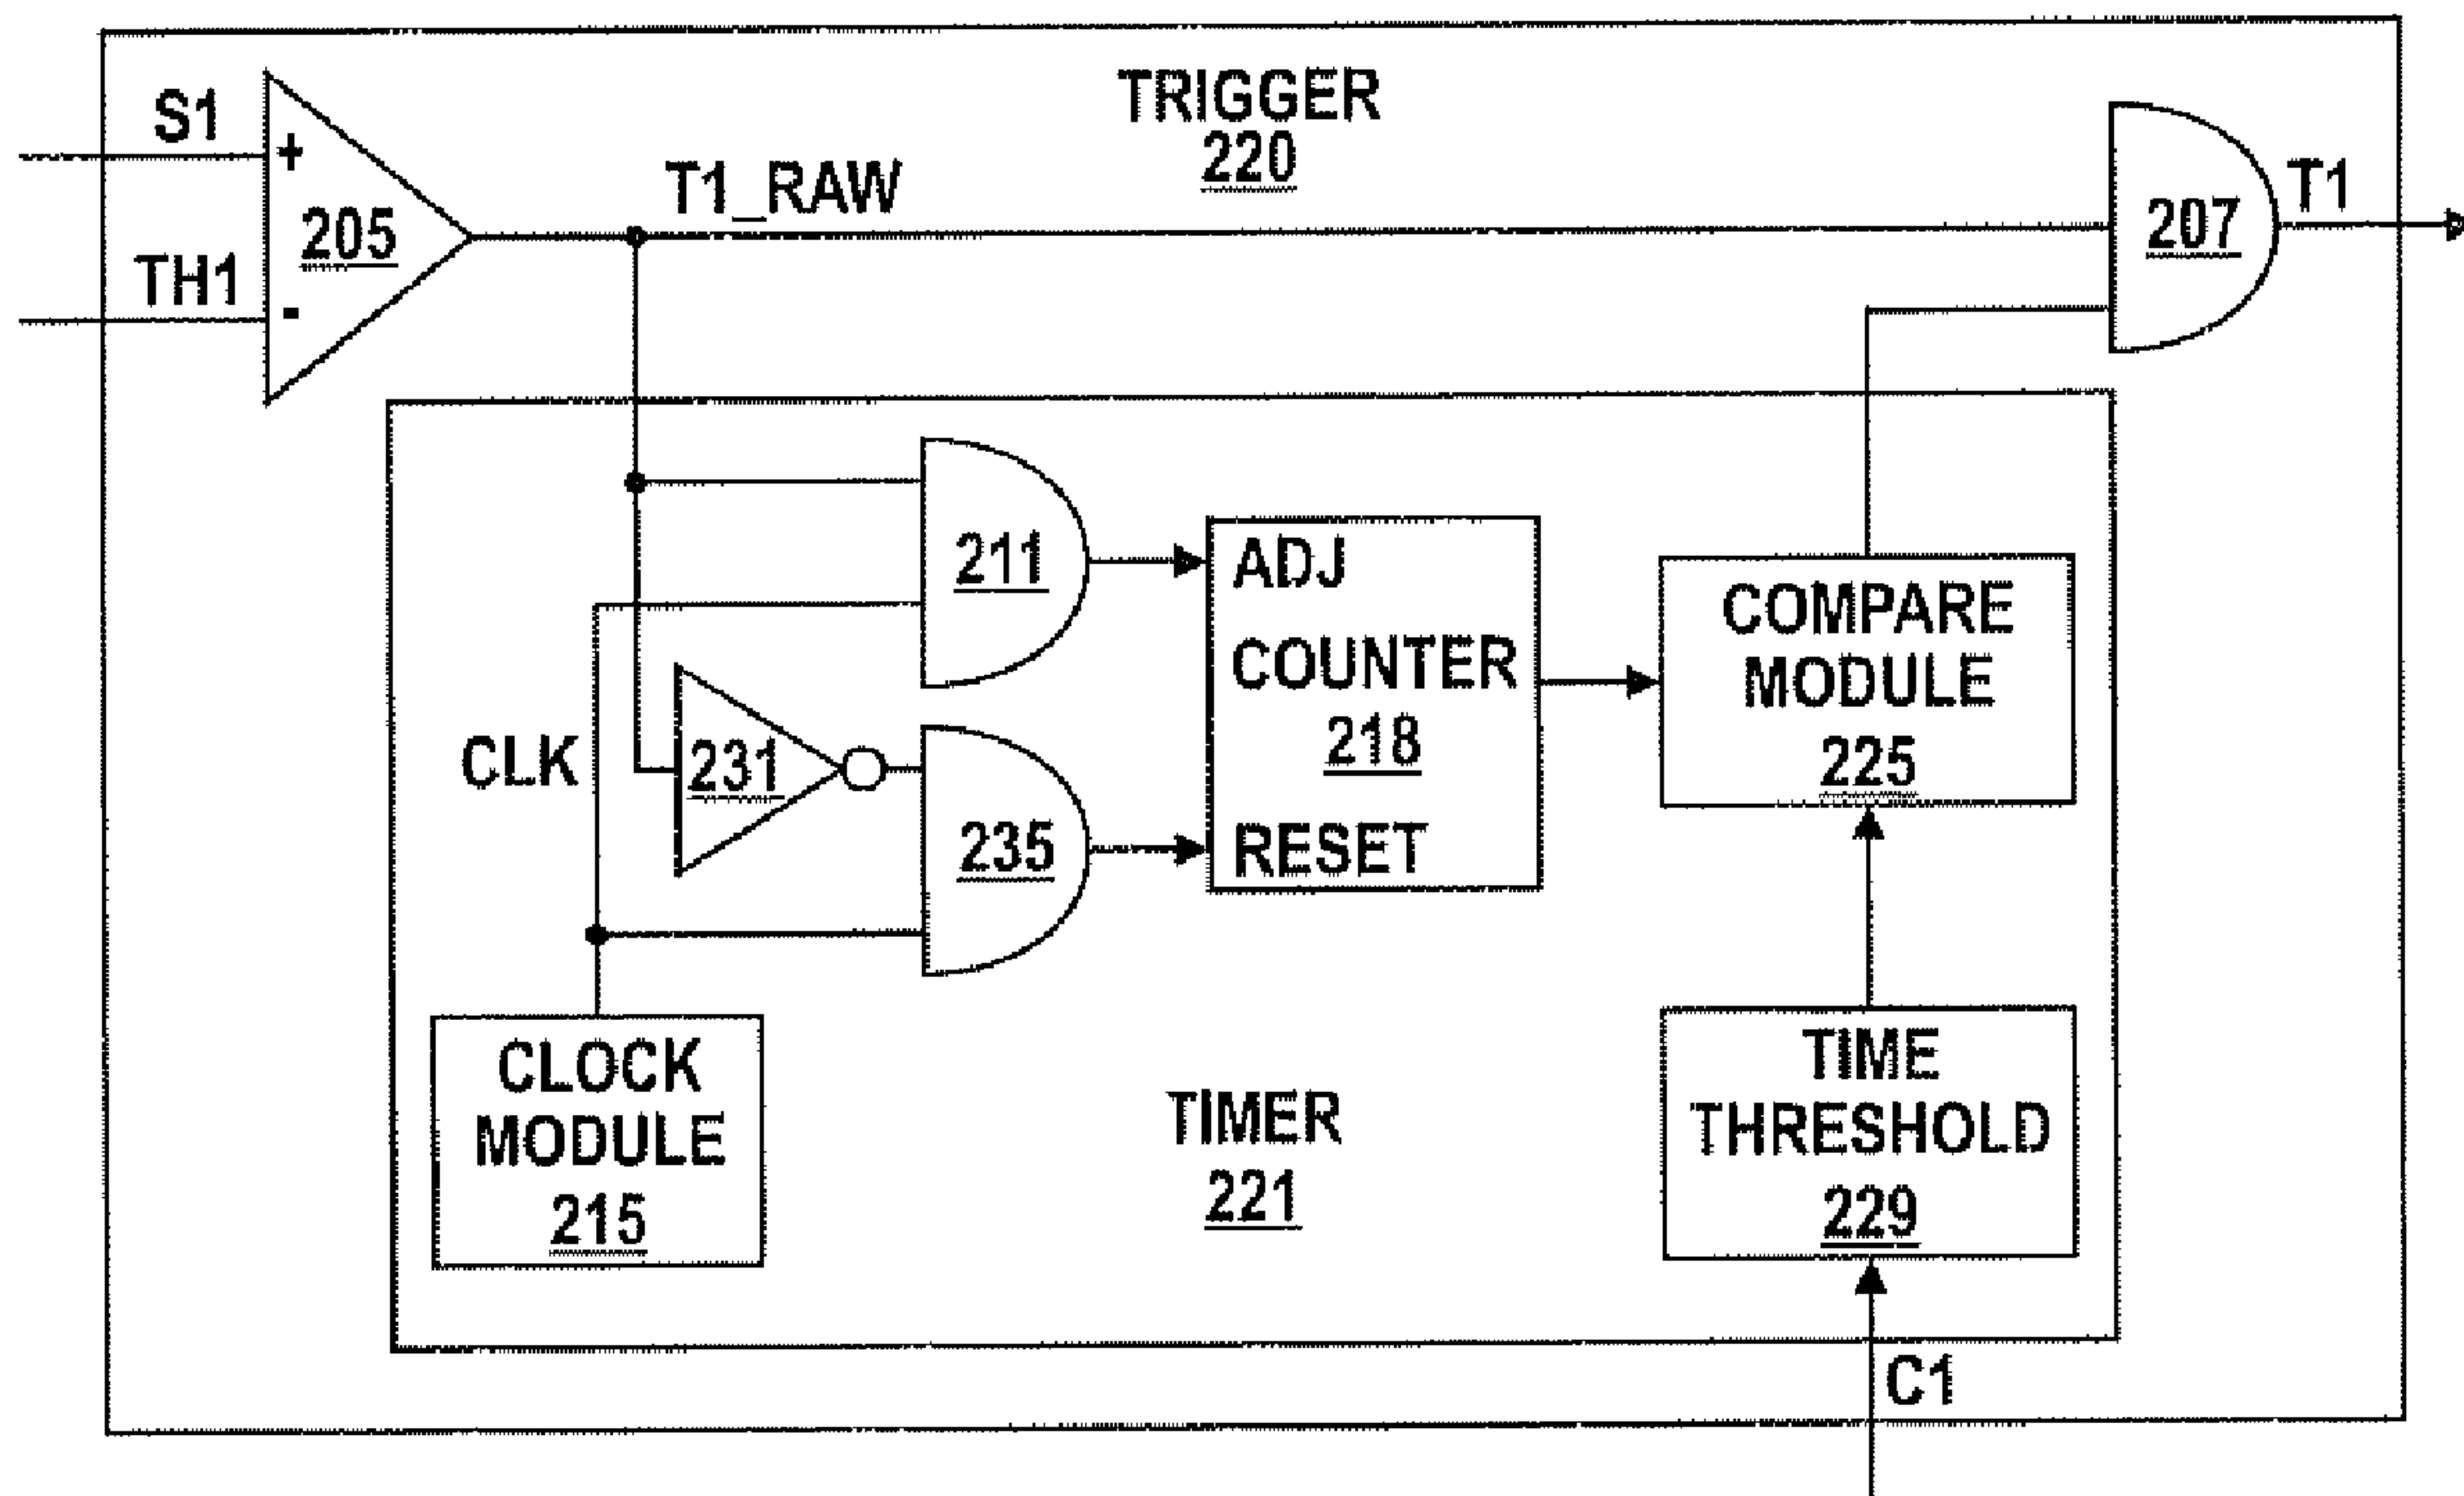 TRIGGER
220
S1
+
205
T1_RAW
207
T1
TH1
-
211
ADJ
COUNTER
218
RESET
COMPARE
MODULE
225
CLK
231
235
CLOCK
MODULE
215
TIMER
221
TIME
THRESHOLD
229
C1